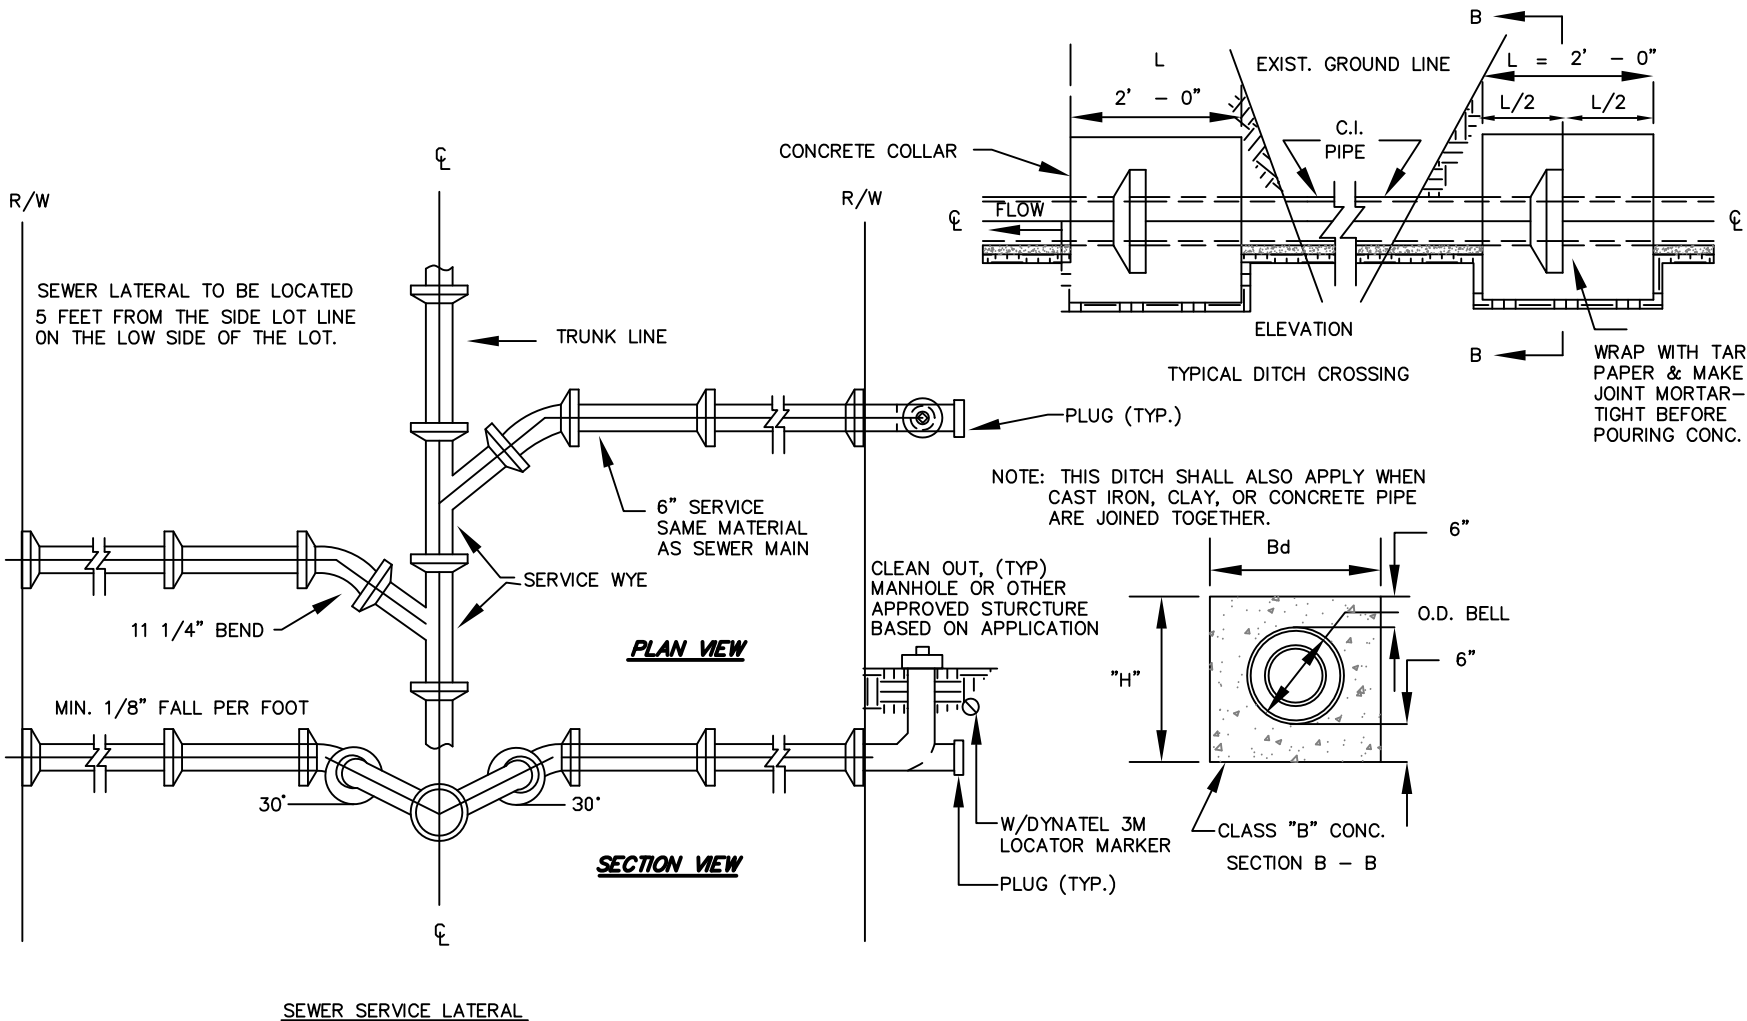 B
L
EXIST. GROUND LINE
L = 2' - 0"
2' - 0"
L/2
L/2
CONCRETE COLLAR
C.I.
PIPE
℄
R/W
R/W
℄
FLOW
℄
SEWER LATERAL TO BE LOCATED
5 FEET FROM THE SIDE LOT LINE
ON THE LOW SIDE OF THE LOT.
TRUNK LINE
ELEVATION
B
TYPICAL DITCH CROSSING
WRAP WITH TAR
PAPER & MAKE
JOINT MORTAR-
TIGHT BEFORE
POURING CONC.
PLUG (TYP.)
NOTE: THIS DITCH SHALL ALSO APPLY WHEN
CAST IRON, CLAY, OR CONCRETE PIPE
ARE JOINED TOGETHER.
6" SERVICE
SAME MATERIAL
AS SEWER MAIN
SERVICE WYE
11 1/4" BEND
PLAN VIEW
CLEAN OUT, (TYP)
MANHOLE OR OTHER
APPROVED STURCTURE
BASED ON APPLICATION
Bd
6"
O.D. BELL
6"
"H"
MIN. 1/8" FALL PER FOOT
30°
30°
SECTION VIEW
W/DYNATEL 3M
LOCATOR MARKER
PLUG (TYP.)
CLASS "B" CONC.
SECTION B - B
℄
SEWER SERVICE LATERAL